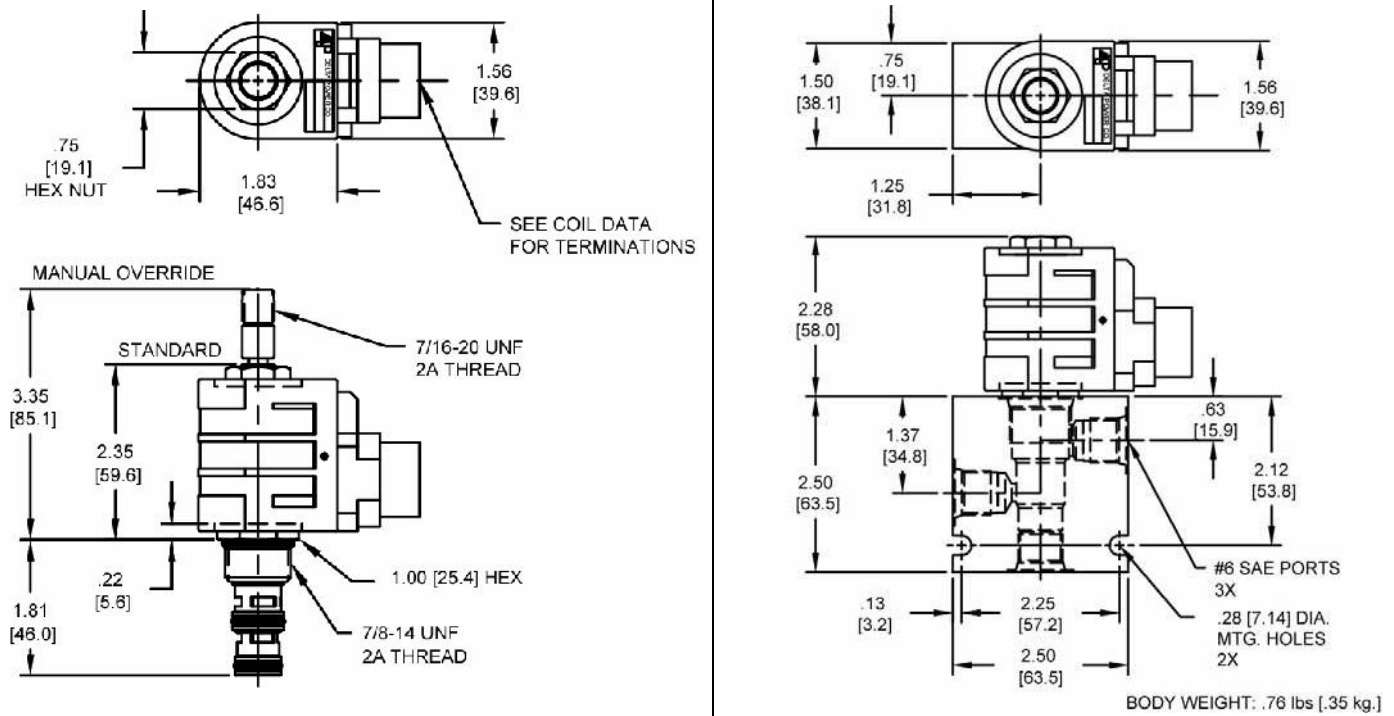 1.56
[39.6]
.75
[19.1]
HEX NUT
1.83
[46.6]
SEE COIL DATA
FOR TERMINATIONS
MANUAL OVERRIDE
7/16-20 UNF
2A THREAD
STANDARD
3.35
[85.1]
2.35
[59.6]
.22
[5.6]
1.81
[46.0]
1.00 [25.4] HEX
7/8-14 UNF
2A THREAD
.75
[19.1]
1.50
[38.1]
1.56
[39.6]
DELTA POWER CO
1.25
[31.8]
2.28
[58.0]
.63
[15.9]
1.37
[34.8]
2.12
[53.8]
2.50
[63.5]
#6 SAE PORTS
3X
.13
[3.2]
2.25
[57.2]
.28 [7.14] DIA.
MTG. HOLES
2X
2.50
[63.5]
BODY WEIGHT: .76 lbs [.35 kg.]